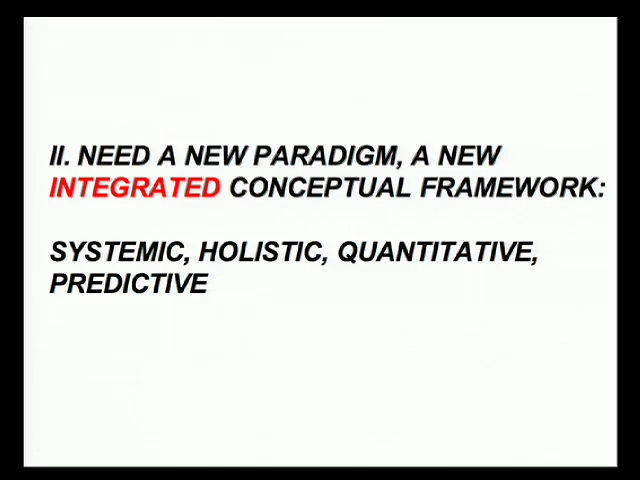 II. NEED A NEW PARADIGM, A NEW
INTEGRATED CONCEPTUAL FRAMEWORK:
SYSTEMIC, HOLISTIC, QUANTITATIVE,
PREDICTIVE